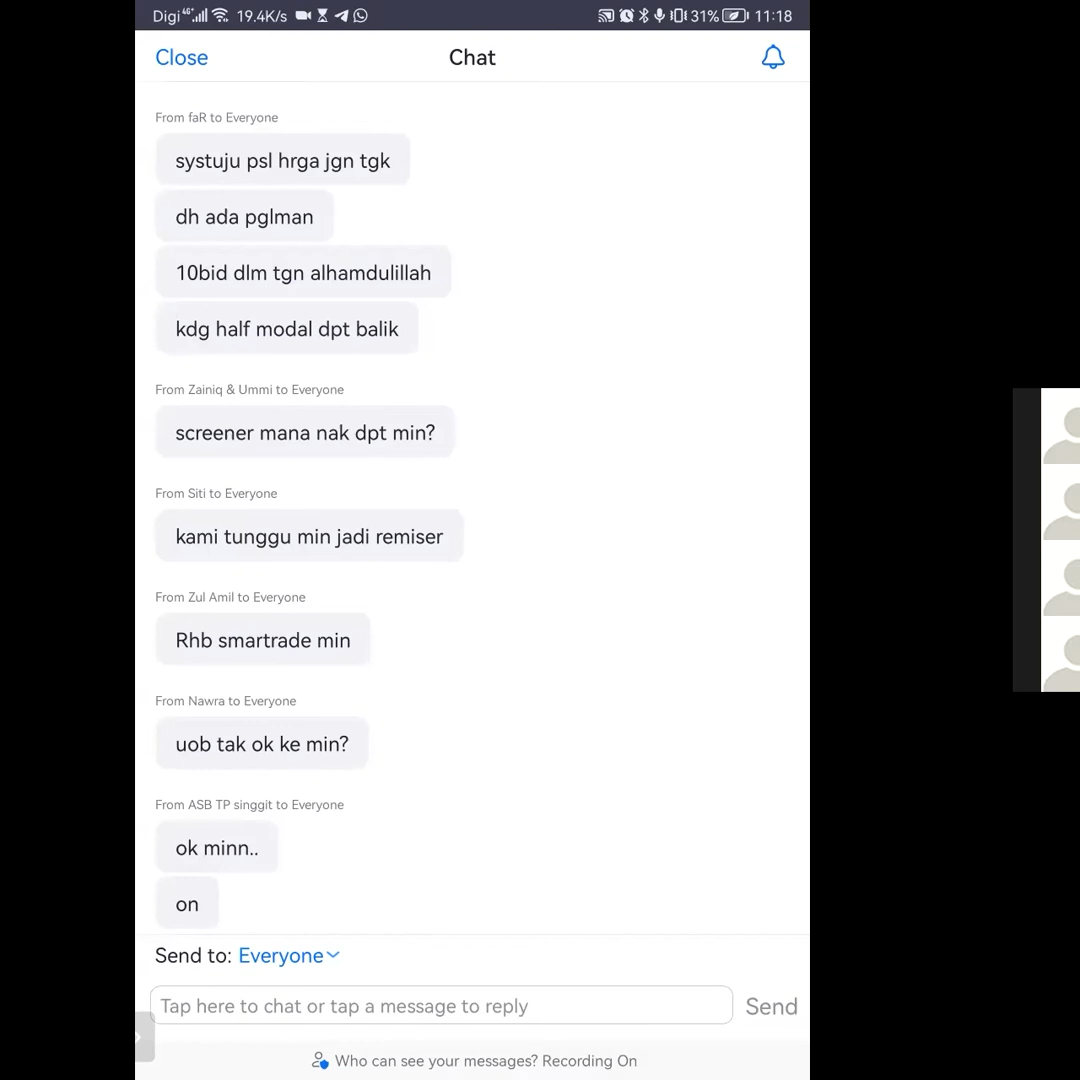 Digi 4G 19.4K/s 31% 11:18
Close Chat
From faR to Everyone
systuju psl hrga jgn tgk
dh ada pglman
10bid dlm tgn alhamdulillah
kdg half modal dpt balik
From Zainiq & Ummi to Everyone
screener mana nak dpt min?
From Siti to Everyone
kami tunggu min jadi remiser
From Zul Amil to Everyone
Rhb smartrade min
From Nawra to Everyone
uob tak ok ke min?
From ASB TP singgit to Everyone
ok minn..
on
Send to: Everyone
Tap here to chat or tap a message to reply Send
Who can see your messages? Recording On